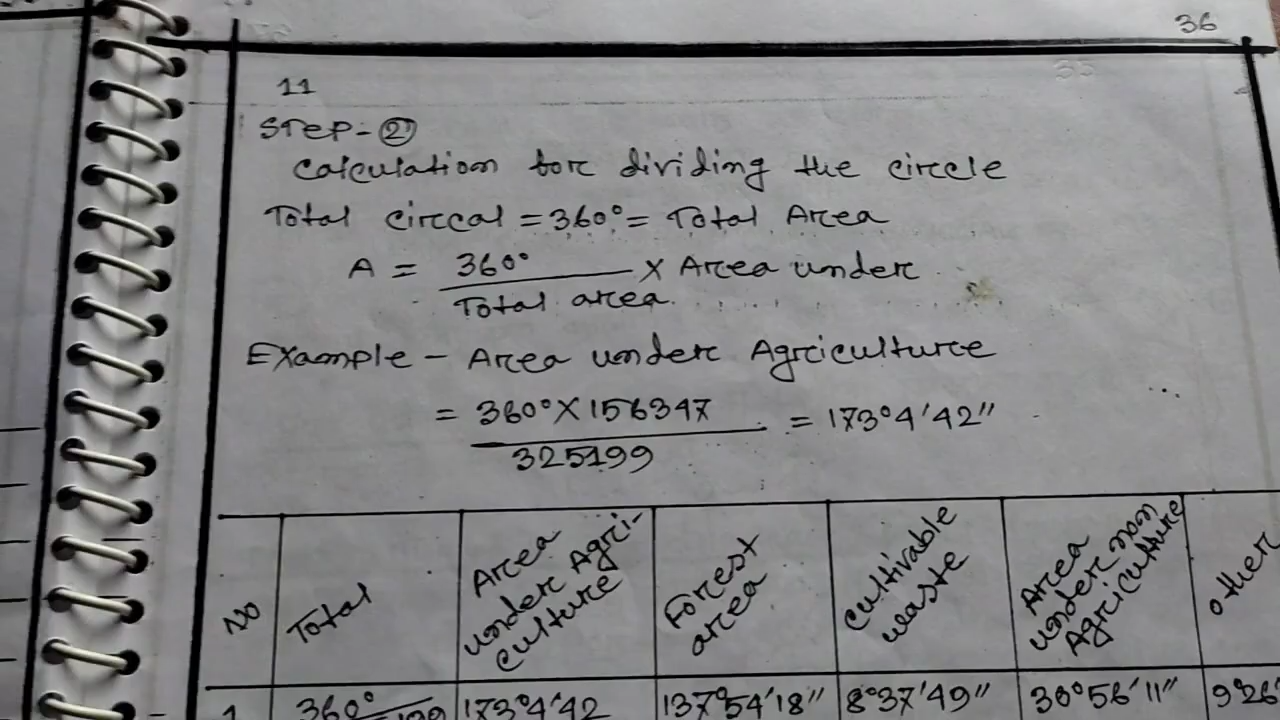 36
11
STEP-②
Calculation for dividing the circle
Total circcal = 360° = Total Area
A = 360° / Total area × Area under
Example - Area under Agriculture
= 360° × 156347 / 325199 = 173°4'42"
NO Total Area under Agri-culture Forest area Cultivable waste Area under non Agriculture other
1 360° 173°4'42 137°54'18" 8°37'49" 30°56'11" 9°26'